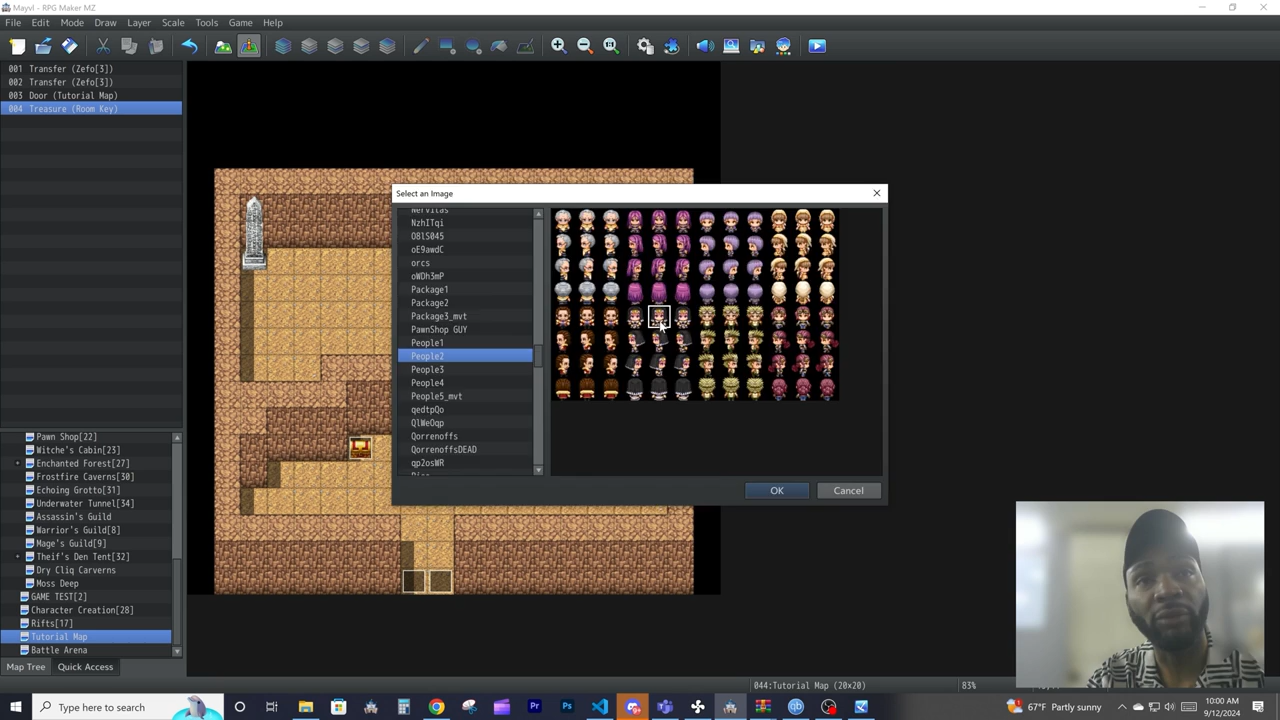 Mayvl - RPG Maker MZ
File Edit Mode Draw Layer Scale Tools Game Help
001 Transfer (Zefo[3])
002 Transfer (Zefo[3])
003 Door (Tutorial Map)
004 Treasure (Room Key)
Select an Image
Nervitas
NzhITqi
O8lS045
oE9awdC
orcs
oWDh3mP
Package1
Package2
Package3_mvt
PawnShop GUY
People1
People2
People3
People4
People5_mvt
qedtpQo
QlWeOqp
Qorrenoffs
QorrenoffsDEAD
qp2osWR
OK Cancel
Pawn Shop[22]
Witche's Cabin[23]
Enchanted Forest[27]
Frostfire Caverns[30]
Echoing Grotto[31]
Underwater Tunnel[34]
Assassin's Guild
Warrior's Guild[8]
Mage's Guild[9]
Theif's Den Tent[32]
Dry Cliq Carverns
Moss Deep
GAME TEST[2]
Character Creation[28]
Rifts[17]
Tutorial Map
Battle Arena
Map Tree Quick Access
044:Tutorial Map (20x20) 83%
Type here to search
67°F Partly sunny
10:00 AM
9/12/2024